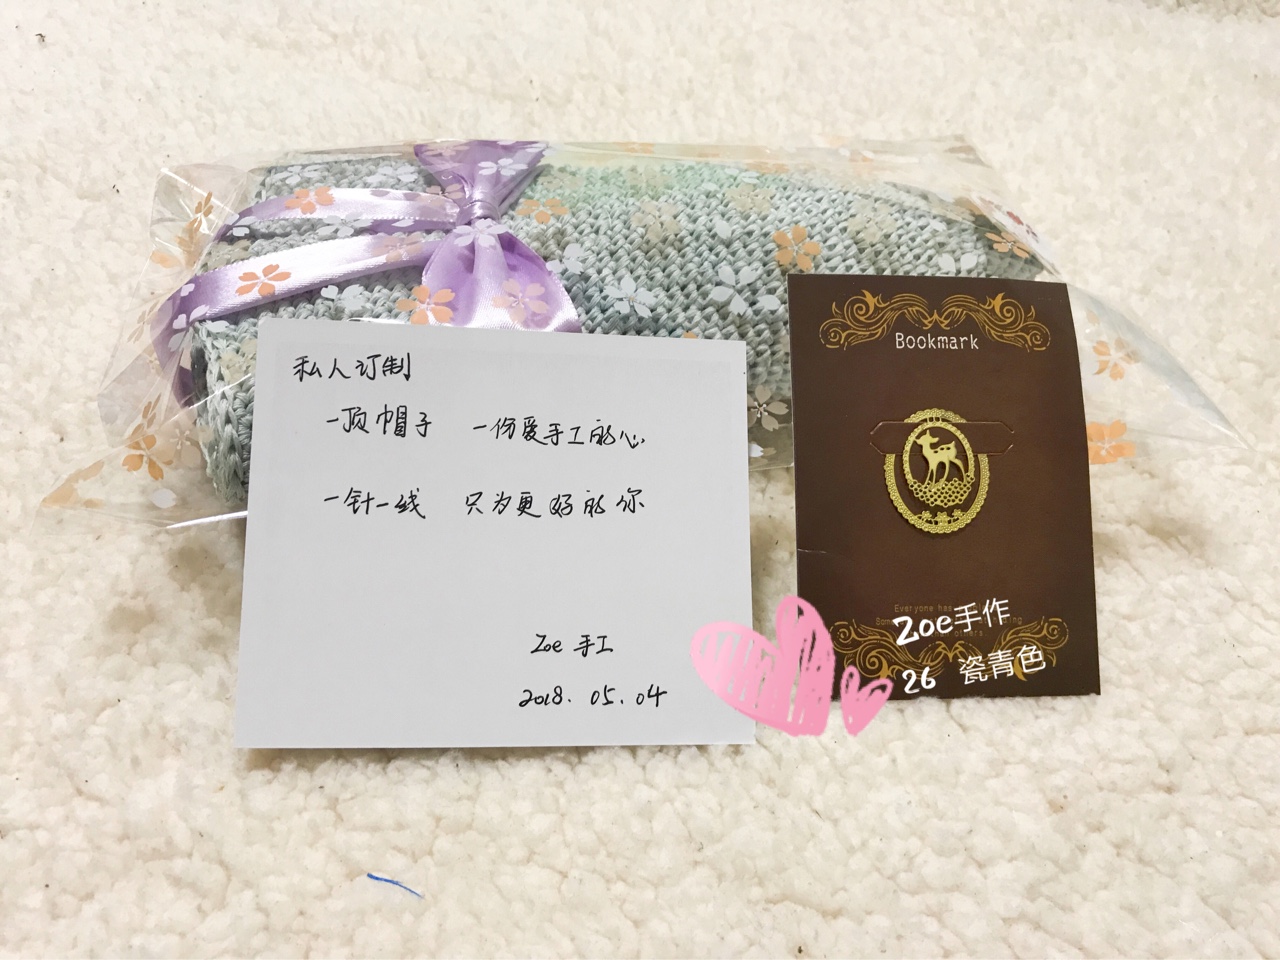 私人订制
一顶帽子 一份爱手工的心
一针一线 只为更好的你
Zoe 手工
2018.05.04
Bookmark
Everyone has
Zoe手作
26 瓷青色